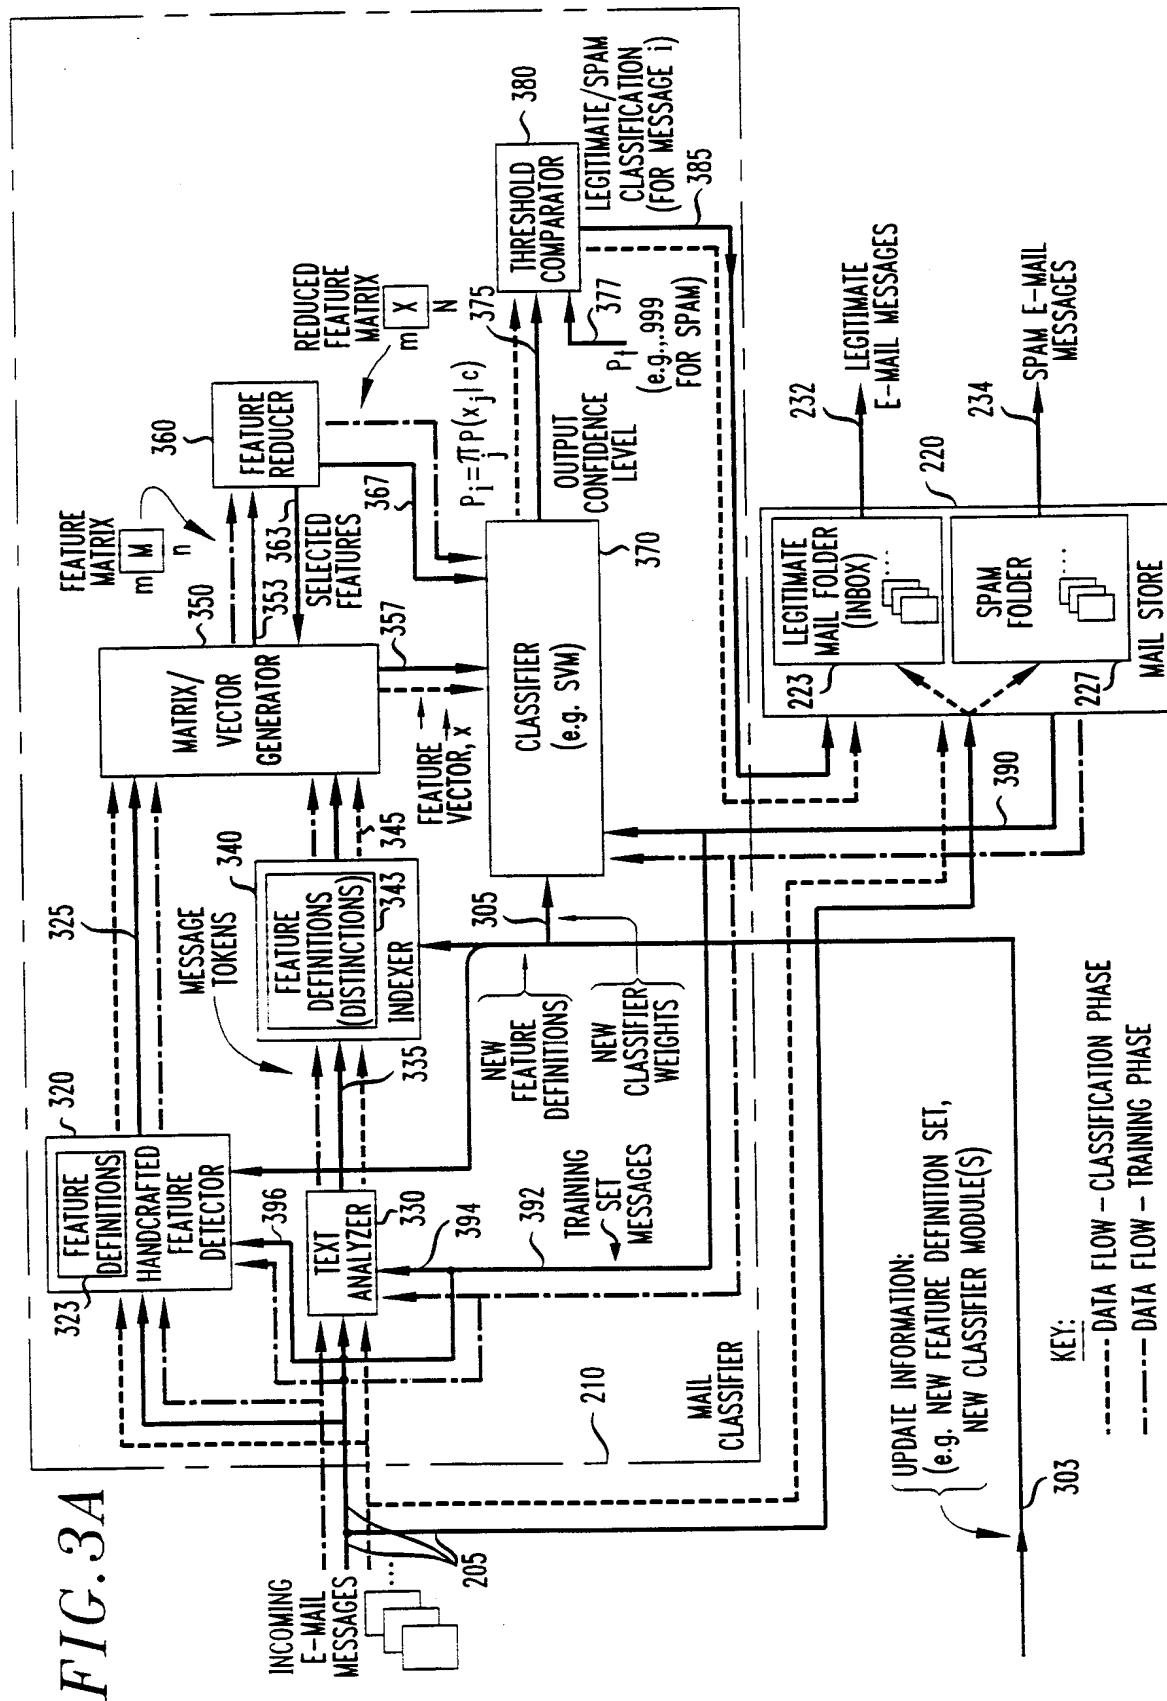 FIG.3A
INCOMING
E-MAIL
MESSAGES
205
210
MAIL
CLASSIFIER
320
FEATURE
DEFINITIONS
HANDCRAFTED
FEATURE
DETECTOR
323
396
325
TEXT
ANALYZER
330
394
392
TRAINING
SET
MESSAGES
MESSAGE
TOKENS
335
340
FEATURE
DEFINITIONS
(DISTINCTIONS)
343
INDEXER
345
NEW
FEATURE
DEFINITIONS
NEW
CLASSIFIER
WEIGHTS
305
350
MATRIX/
VECTOR
GENERATOR
FEATURE
VECTOR, x
357
FEATURE
MATRIX
m M
n
353
363
SELECTED
FEATURES
360
FEATURE
REDUCER
367
REDUCED
FEATURE
MATRIX
m X
N
CLASSIFIER
(e.g. SVM)
370
Pi = π P(xj | c)
j
OUTPUT
CONFIDENCE
LEVEL
375
377
Pt
(e.g.,.999
FOR SPAM)
THRESHOLD
COMPARATOR
380
LEGITIMATE/SPAM
CLASSIFICATION
(FOR MESSAGE i)
385
390
LEGITIMATE
MAIL FOLDER
(INBOX)
223
SPAM
FOLDER
227
MAIL STORE
220
232
LEGITIMATE
E-MAIL MESSAGES
234
SPAM E-MAIL
MESSAGES
UPDATE INFORMATION:
(e.g. NEW FEATURE DEFINITION SET,
NEW CLASSIFIER MODULE(S)
303
KEY:
DATA FLOW-CLASSIFICATION PHASE
DATA FLOW-TRAINING PHASE